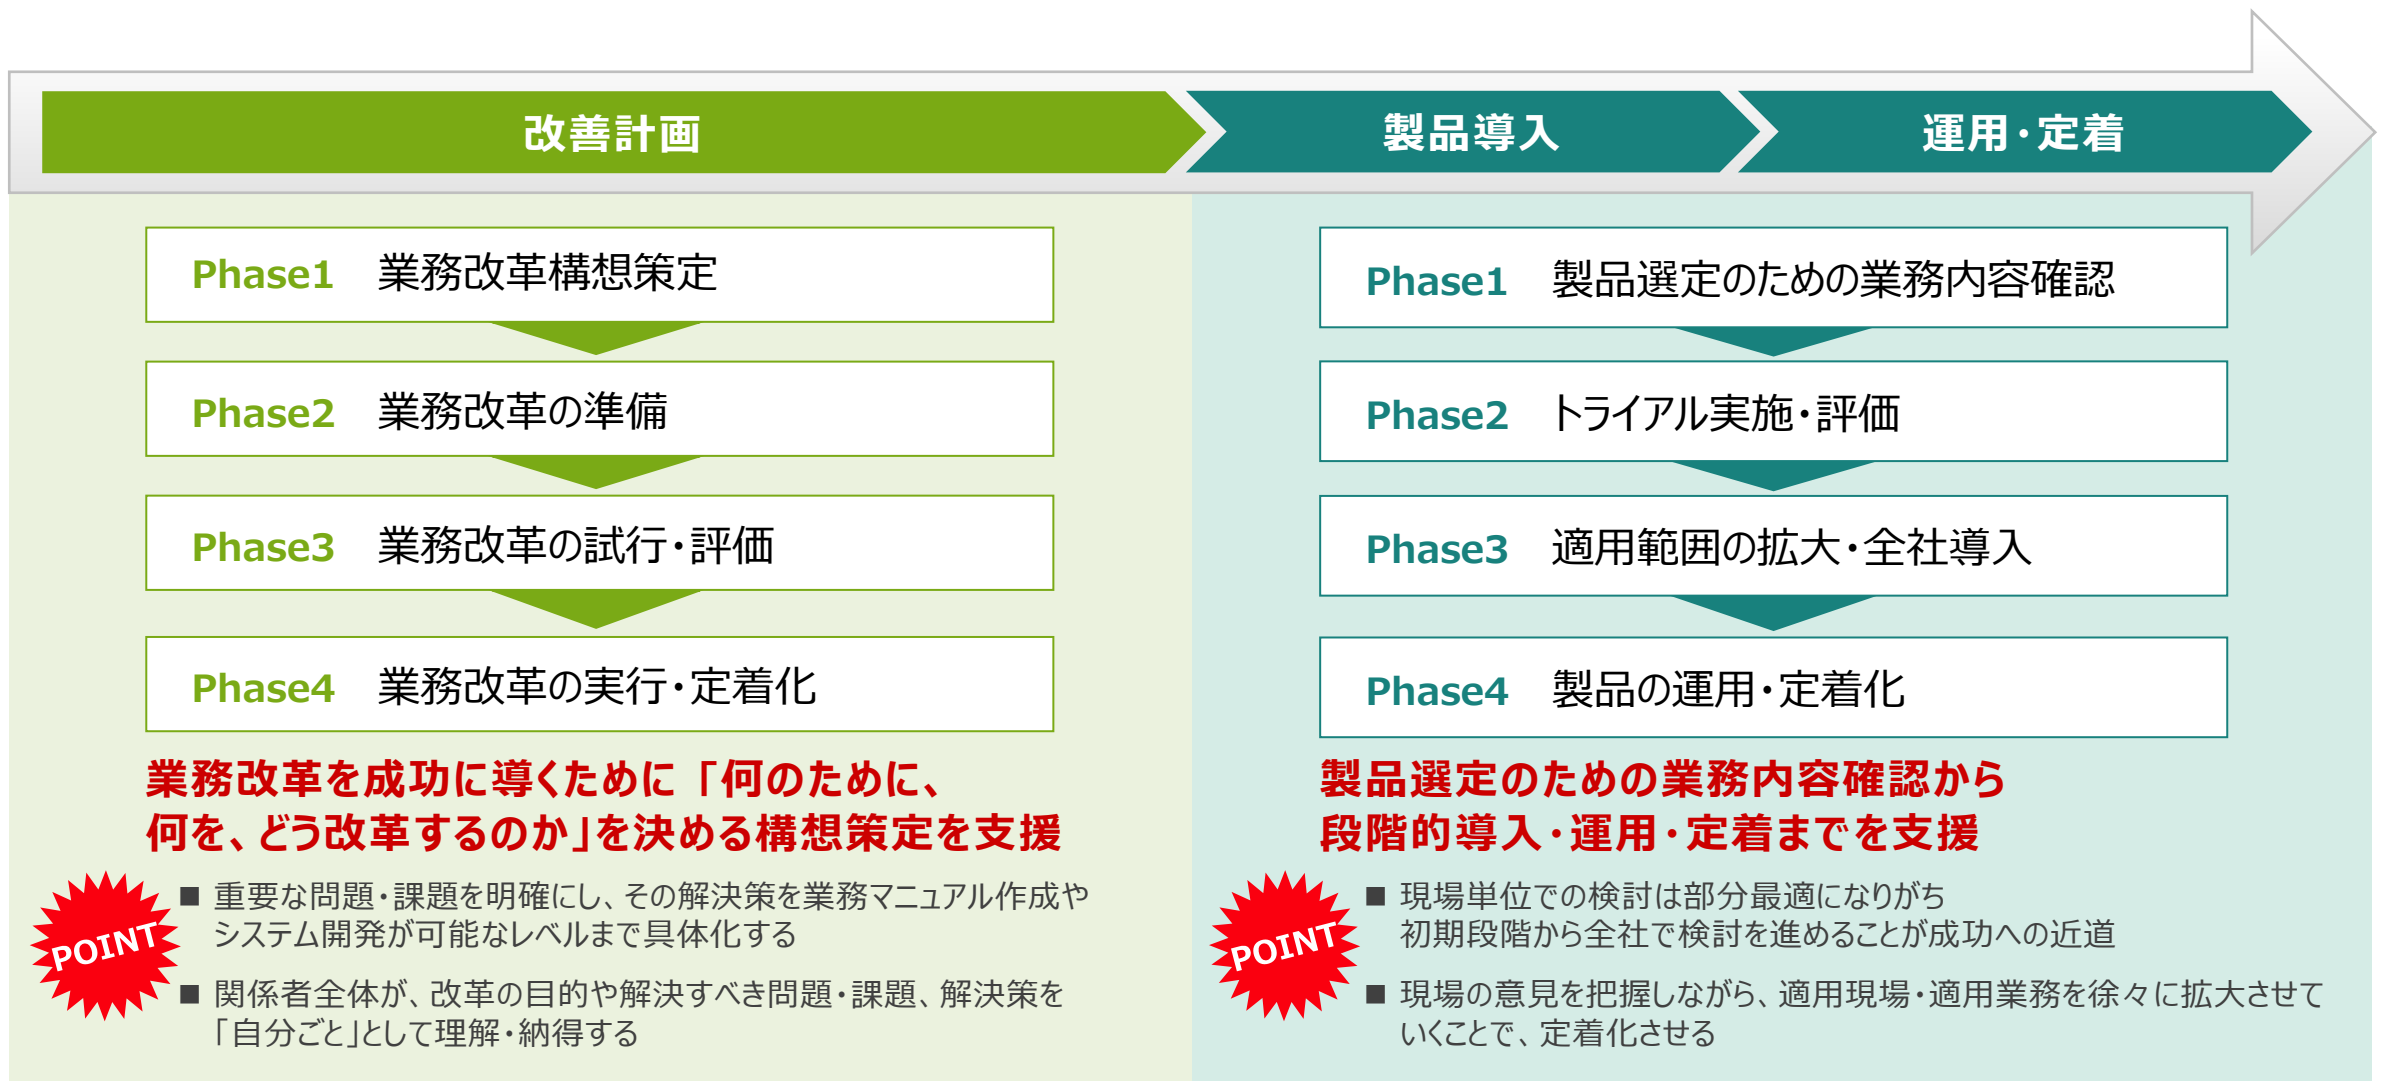 改善計画
製品導入
運用・定着
Phase1 業務改革構想策定
Phase2 業務改革の準備
Phase3 業務改革の試行・評価
Phase4 業務改革の実行・定着化
業務改革を成功に導くために「何のために、
何を、どう改革するのか」を決める構想策定を支援
POINT
■ 重要な問題・課題を明確にし、その解決策を業務マニュアル作成や
システム開発が可能なレベルまで具体化する
■ 関係者全体が、改革の目的や解決すべき問題・課題、解決策を
「自分ごと」として理解・納得する
Phase1 製品選定のための業務内容確認
Phase2 トライアル実施・評価
Phase3 適用範囲の拡大・全社導入
Phase4 製品の運用・定着化
製品選定のための業務内容確認から
段階的導入・運用・定着までを支援
POINT
■ 現場単位での検討は部分最適になりがち
初期段階から全社で検討を進めることが成功への近道
■ 現場の意見を把握しながら、適用現場・適用業務を徐々に拡大させて
いくことで、定着化させる